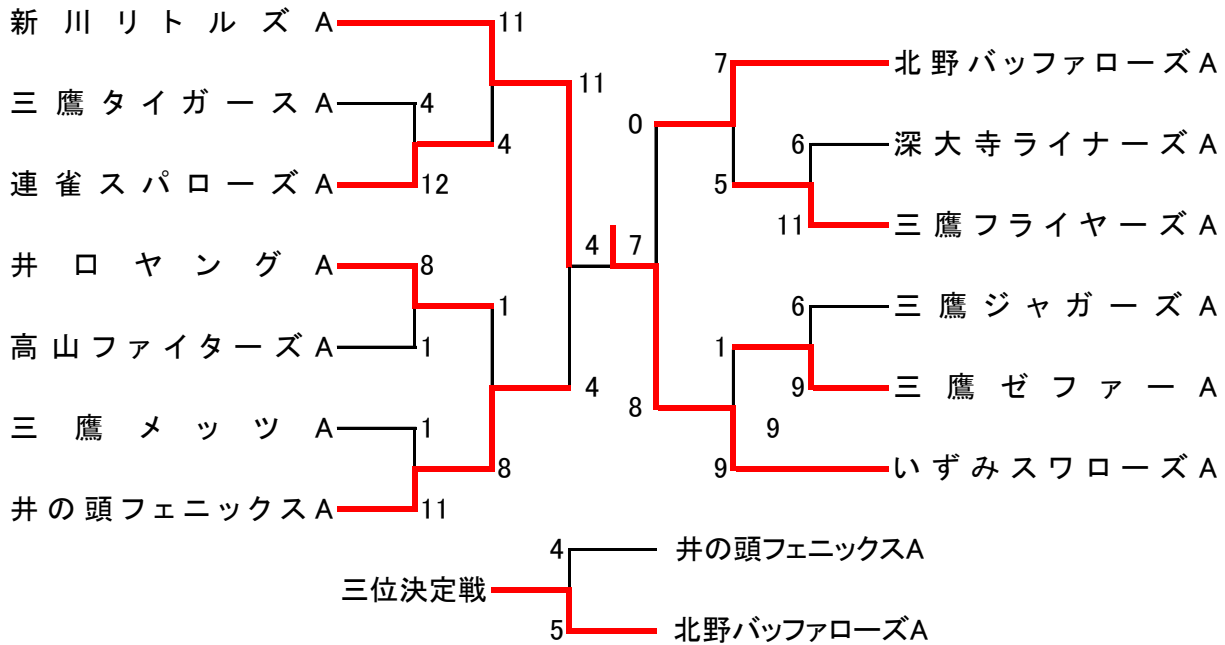 新川リトルズA 11
11
三鷹タイガースA 4
4
連雀スパローズA 12
井口ヤングA 8
1
高山ファイターズA 1
4
三鷹メッツA 1
8
井の頭フェニックスA 11
4 7
7 北野バッファローズA
0
6 深大寺ライナーズA
5
11 三鷹フライヤーズA
6 三鷹ジャガーズA
1
9 三鷹ゼファーA
8
9
9 いずみスワローズA
4 井の頭フェニックスA
三位決定戦
5 北野バッファローズA